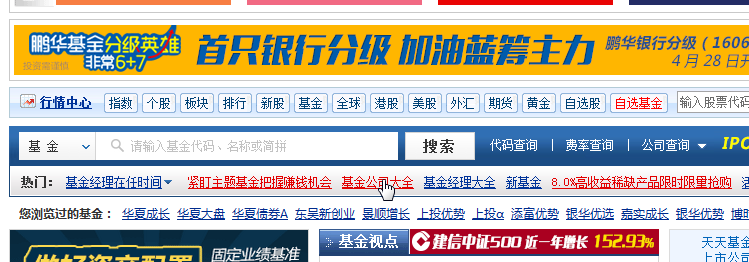 鹏华基金分级英雄
非常6+7
投资需谨慎
首只银行分级 加油蓝筹主力
鹏华银行分级（1606
4 月 28 日开
行情中心 指数 个股 板块 排行 新股 基金 全球 港股 美股 外汇 期货 黄金 自选股 自选基金 输入股票代码
基 金 请输入基金代码、名称或简拼 搜索 代码查询 | 费率查询 | 公司查询 IPO
热门： 基金经理在任时间 紧盯主题基金把握赚钱机会 基金公司大全 基金经理大全 新基金 8.0%高收益稀缺产品限时限量抢购
您浏览过的基金： 华夏成长 华夏大盘 华夏债券A 东吴新创业 景顺增长 上投优势 上投α 添富优势 银华优选 嘉实成长 银华优势 博时
做好资产配置
固定业绩基准
» 基金视点
建信中证500 近一年增长 152.93%
天天基金
上市公司